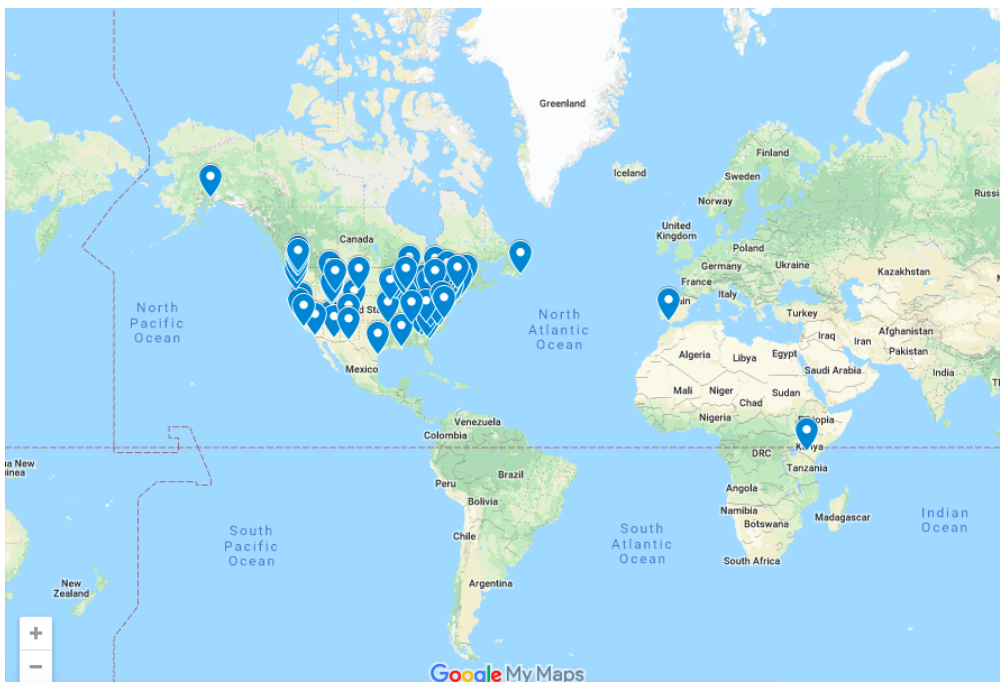 Greenland
Finland
Iceland
Sweden
Norway
Russia
United
Kingdom
Canada
Poland
Germany
Ukraine
Kazakhstan
France
North
Pacific
Ocean
North
Atlantic
Ocean
Italy
Turkey
Iraq
Iran
Afghanistan
Pakistan
Algeria
Libya
Egypt
Saudi Arabia
India
Mexico
Mali
Niger
Chad
Sudan
Nigeria
Ethiopia
Venezuela
Colombia
Kenya
DRC
Tanzania
Brazil
Peru
Angola
Bolivia
Namibia
Botswana
Madagascar
Indian
Ocean
South
Pacific
Ocean
South
Atlantic
Ocean
Chile
South Africa
Argentina
New
Zealand
+
−
Google My Maps